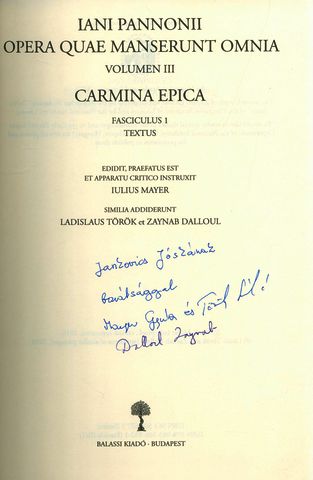 IANI PANNONII
OPERA QUAE MANSERUNT OMNIA
VOLUMEN III
CARMINA EPICA
FASCICULUS 1
TEXTUS
EDIDIT, PRAEFATUS EST
ET APPARATU CRITICO INSTRUXIT
IULIUS MAYER
SIMILIA ADDIDERUNT
LADISLAUS TÖRÖK et ZAYNAB DALLOUL
Jankovics Józsának
barátsággal
Mayer Gyula és Török
Dalloul Zaynab
BALASSI KIADÓ · BUDAPEST